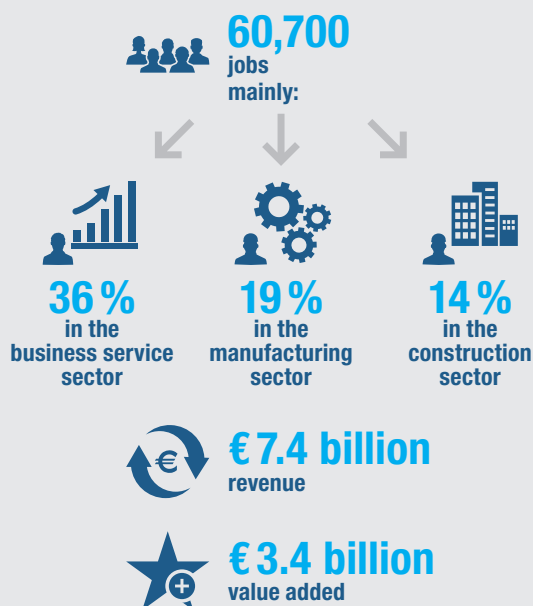 60,700
jobs
mainly:
36 %
in the
business service
sector
19 %
in the
manufacturing
sector
14 %
in the
construction
sector
€
€ 7.4 billion
revenue
€ 3.4 billion
value added